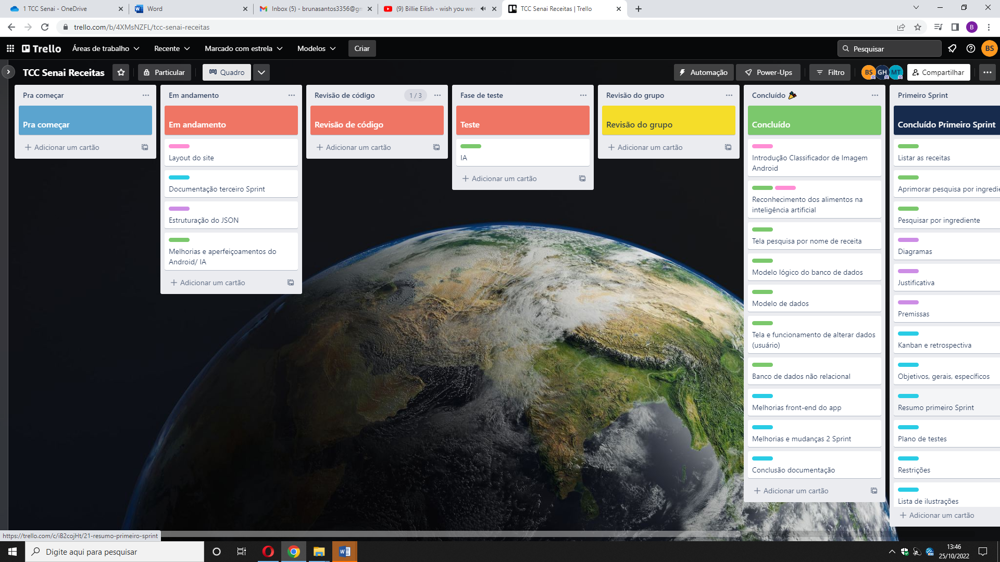 1 TCC Senai - OneDrive
Word
Inbox (5) - brunasantos3356@gm
(9) Billie Eilish - wish you wer
TCC Senai Receitas | Trello
trello.com/b/4XMsNZFL/tcc-senai-receitas
B
Trello
Áreas de trabalho
Recente
Marcado com estrela
Modelos
Criar
Pesquisar
BS
TCC Senai Receitas
Particular
Quadro
Automação
Power-Ups
Filtro
BS
GH
MT
Compartilhar
Pra começar
Pra começar
Adicionar um cartão
Em andamento
Em andamento
Layout do site
Documentação terceiro Sprint
Estruturação do JSON
Melhorias e aperfeiçoamentos do
Android/ IA
Adicionar um cartão
Revisão de código
1 / 3
Revisão de código
Adicionar um cartão
Fase de teste
Teste
IA
Adicionar um cartão
Revisão do grupo
Revisão do grupo
Adicionar um cartão
Concluído
Concluído
Introdução Classificador de Imagem
Android
Reconhecimento dos alimentos na
inteligência artificial
Tela pesquisa por nome de receita
Modelo lógico do banco de dados
Modelo de dados
Tela e funcionamento de alterar dados
(usuário)
Banco de dados não relacional
Melhorias front-end do app
Melhorias e mudanças 2 Sprint
Conclusão documentação
Adicionar um cartão
Primeiro Sprint
Concluído Primeiro Sprint
Listar as receitas
Aprimorar pesquisa por ingredie
Pesquisar por ingrediente
Diagramas
Justificativa
Premissas
Kanban e retrospectiva
Objetivos, gerais, específicos
Resumo primeiro Sprint
Plano de testes
Restrições
Lista de ilustrações
Adicionar um cartão
https://trello.com/c/iB2cojHt/21-resumo-primeiro-sprint
Digite aqui para pesquisar
13:46
25/10/2022